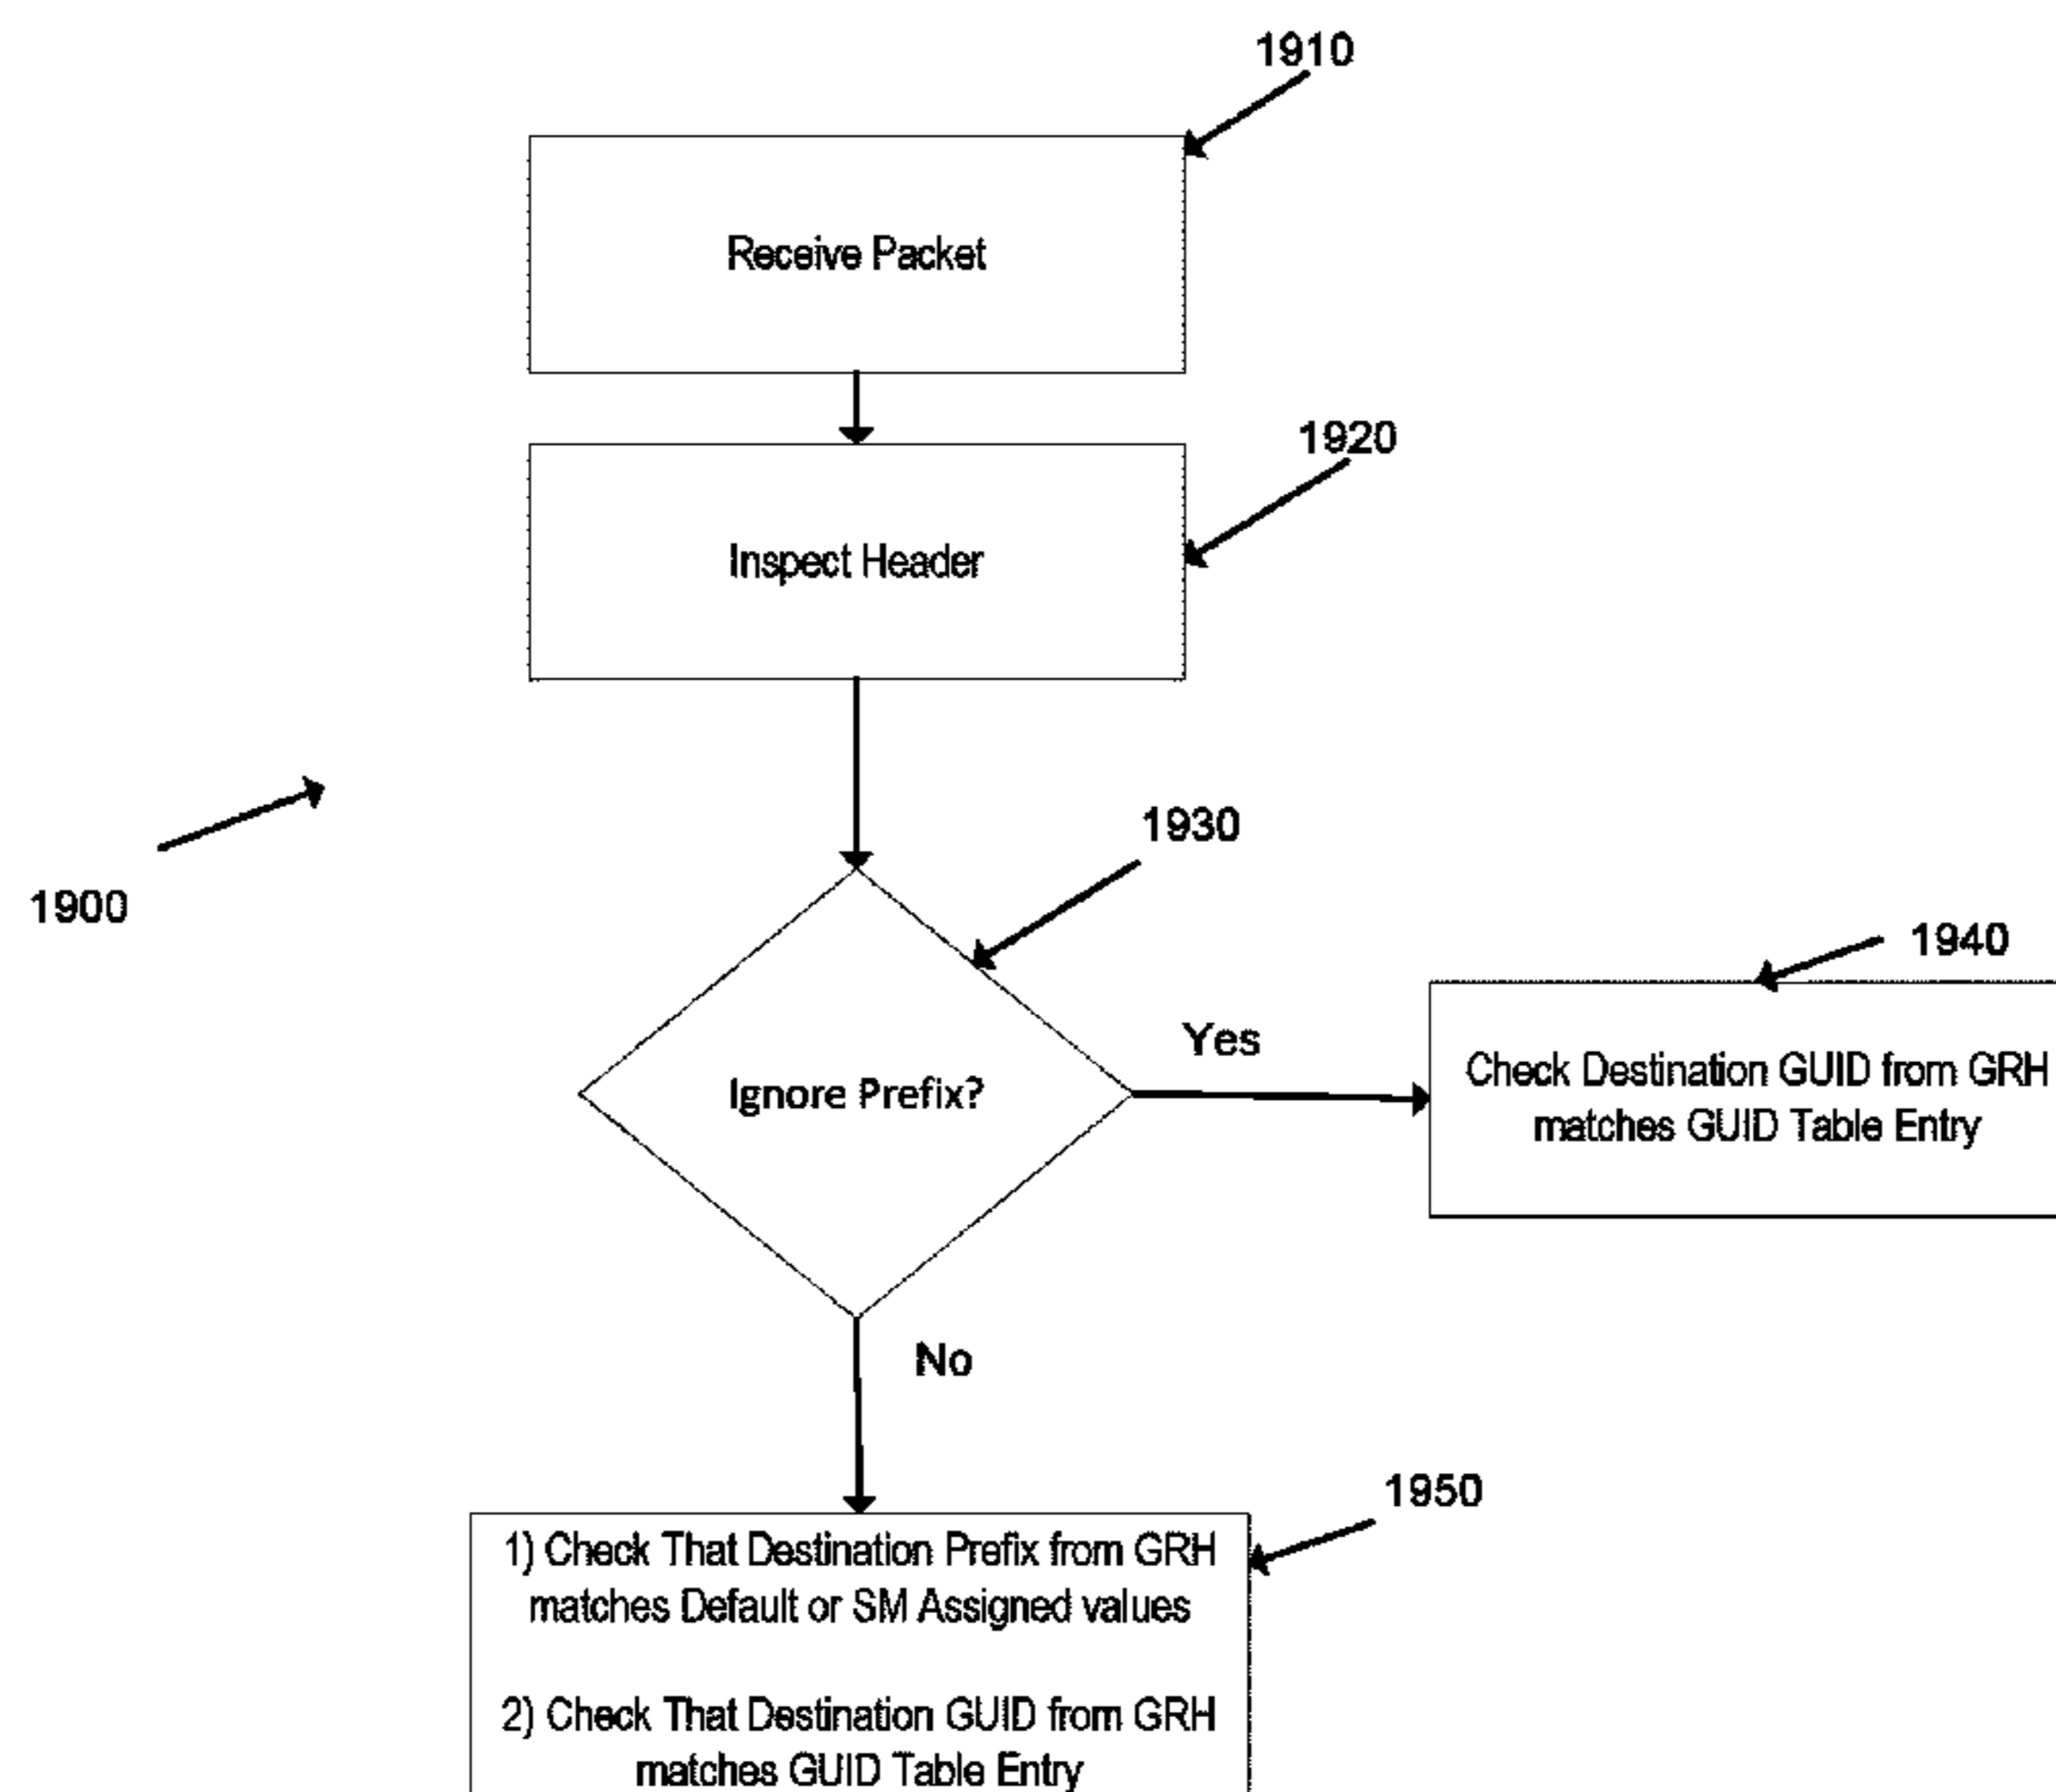 1910
Receive Packet
1920
Inspect Header
1930
1900
1940
Yes
Ignore Prefix?
Check Destination GUID from GRH
matches GUID Table Entry
No
1950
1) Check That Destination Prefix from GRH
matches Default or SM Assigned values
2) Check That Destination GUID from GRH
matches GUID Table Entry